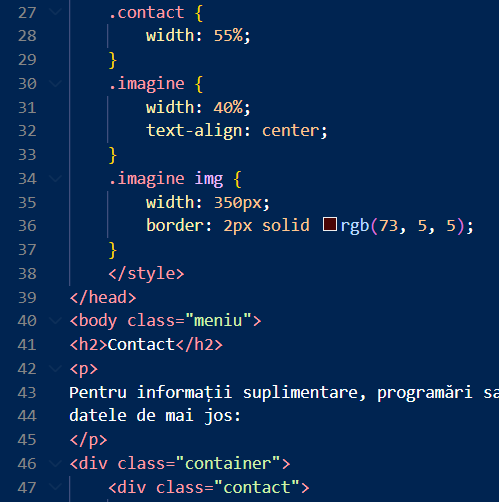 27 .contact {
28 width: 55%;
29 }
30 .imagine {
31 width: 40%;
32 text-align: center;
33 }
34 .imagine img {
35 width: 350px;
36 border: 2px solid rgb(73, 5, 5);
37 }
38 </style>
39 </head>
40 <body class="meniu">
41 <h2>Contact</h2>
42 <p>
43 Pentru informații suplimentare, programări sa
44 datele de mai jos:
45 </p>
46 <div class="container">
47 <div class="contact">